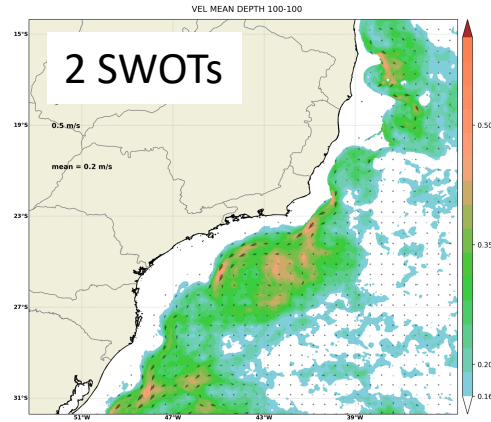 VEL MEAN DEPTH 100-100
2 SWOTs
15°S
19°S
23°S
27°S
31°S
0.5 m/s
mean = 0.2 m/s
51°W
47°W
43°W
39°W
0.50
0.35
0.20
0.16